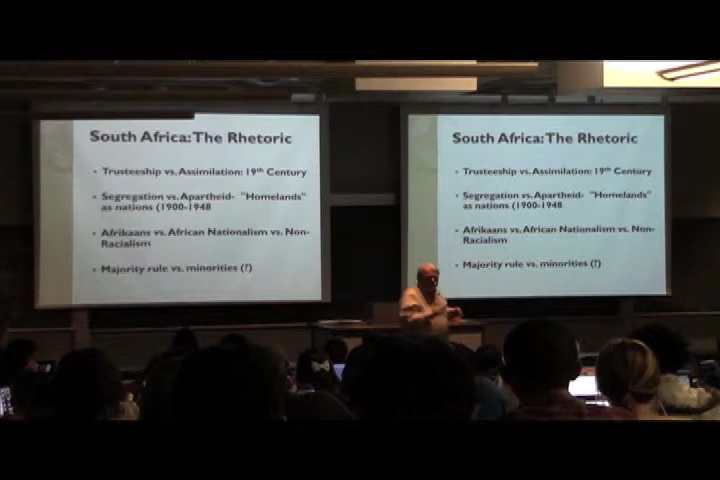 South Africa: The Rhetoric
• Trusteeship vs. Assimilation: 19th Century
• Segregation vs. Apartheid- "Homelands"
as nations (1900-1948
• Afrikaans vs. African Nationalism vs. Non-
Racialism
• Majority rule vs. minorities (?)
South Africa: The Rhetoric
• Trusteeship vs. Assimilation: 19th Century
• Segregation vs. Apartheid- "Homelands"
as nations (1900-1948
• Afrikaans vs. African Nationalism vs. Non-
Racialism
• Majority rule vs. minorities (?)